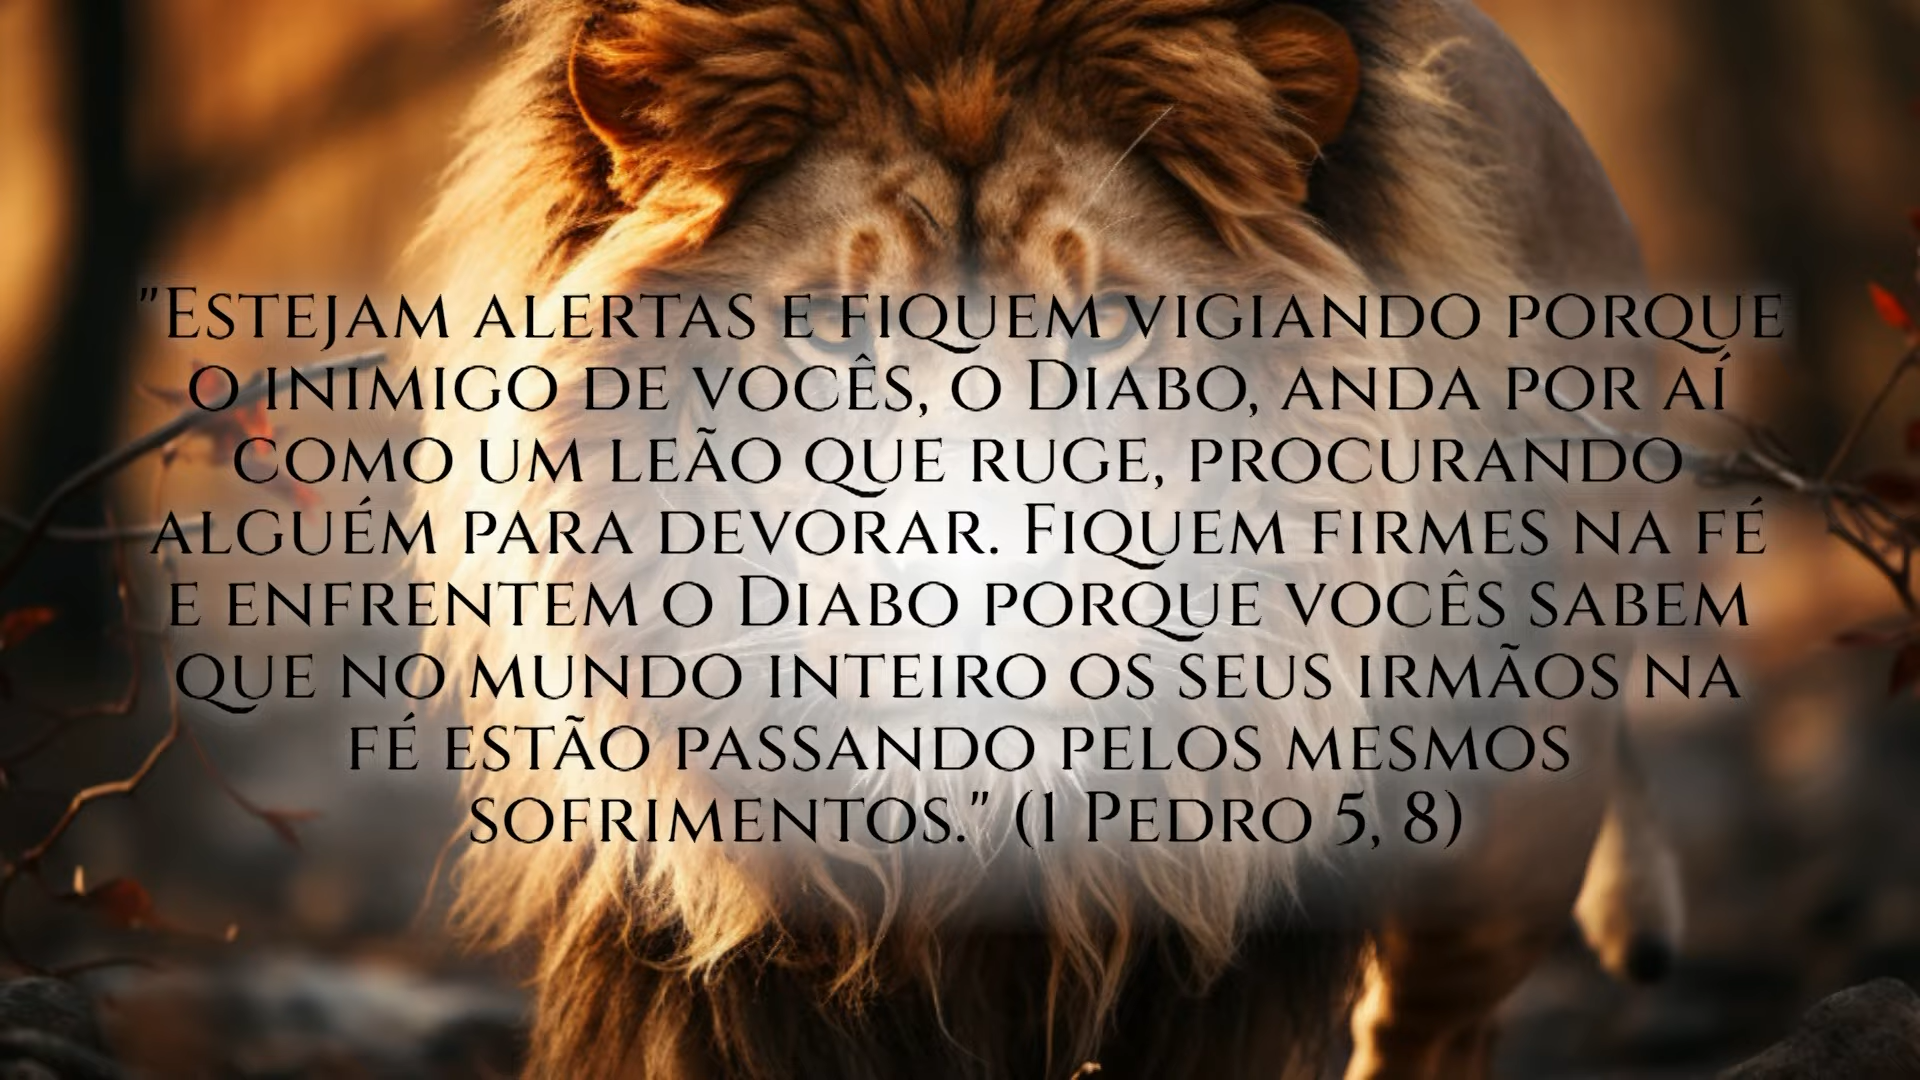 "Estejam alertas e fiquem vigiando porque
o inimigo de vocês, o Diabo, anda por aí
como um leão que ruge, procurando
alguém para devorar. Fiquem firmes na fé
e enfrentem o Diabo porque vocês sabem
que no mundo inteiro os seus irmãos na
fé estão passando pelos mesmos
sofrimentos." (1 Pedro 5, 8)